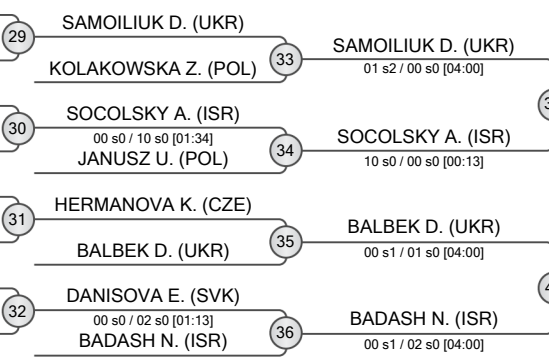 29
SAMOILIUK D. (UKR)
KOLAKOWSKA Z. (POL)
33
SAMOILIUK D. (UKR)
01 s2 / 00 s0 [04:00]
30
SOCOLSKY A. (ISR)
00 s0 / 10 s0 [01:34]
JANUSZ U. (POL)
34
SOCOLSKY A. (ISR)
10 s0 / 00 s0 [00:13]
31
HERMANOVA K. (CZE)
BALBEK D. (UKR)
35
BALBEK D. (UKR)
00 s1 / 01 s0 [04:00]
32
DANISOVA E. (SVK)
00 s0 / 02 s0 [01:13]
BADASH N. (ISR)
36
BADASH N. (ISR)
00 s1 / 02 s0 [04:00]